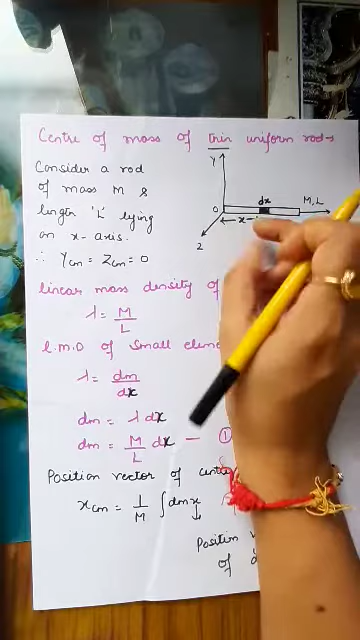 Centre of mass of thin uniform rod→
Consider a rod
of mass M &
length 'L' lying
on x-axis.
∴ Ycm = Zcm = 0
Y
dx
M, L
O
← x
Z
linear mass density of
λ = M/L
L.M.D of small
λ = dm/dx
dm = λ dx
dm = M/L dx — ①
Position vector of
xcm = 1/M ∫ dm x
Position
of